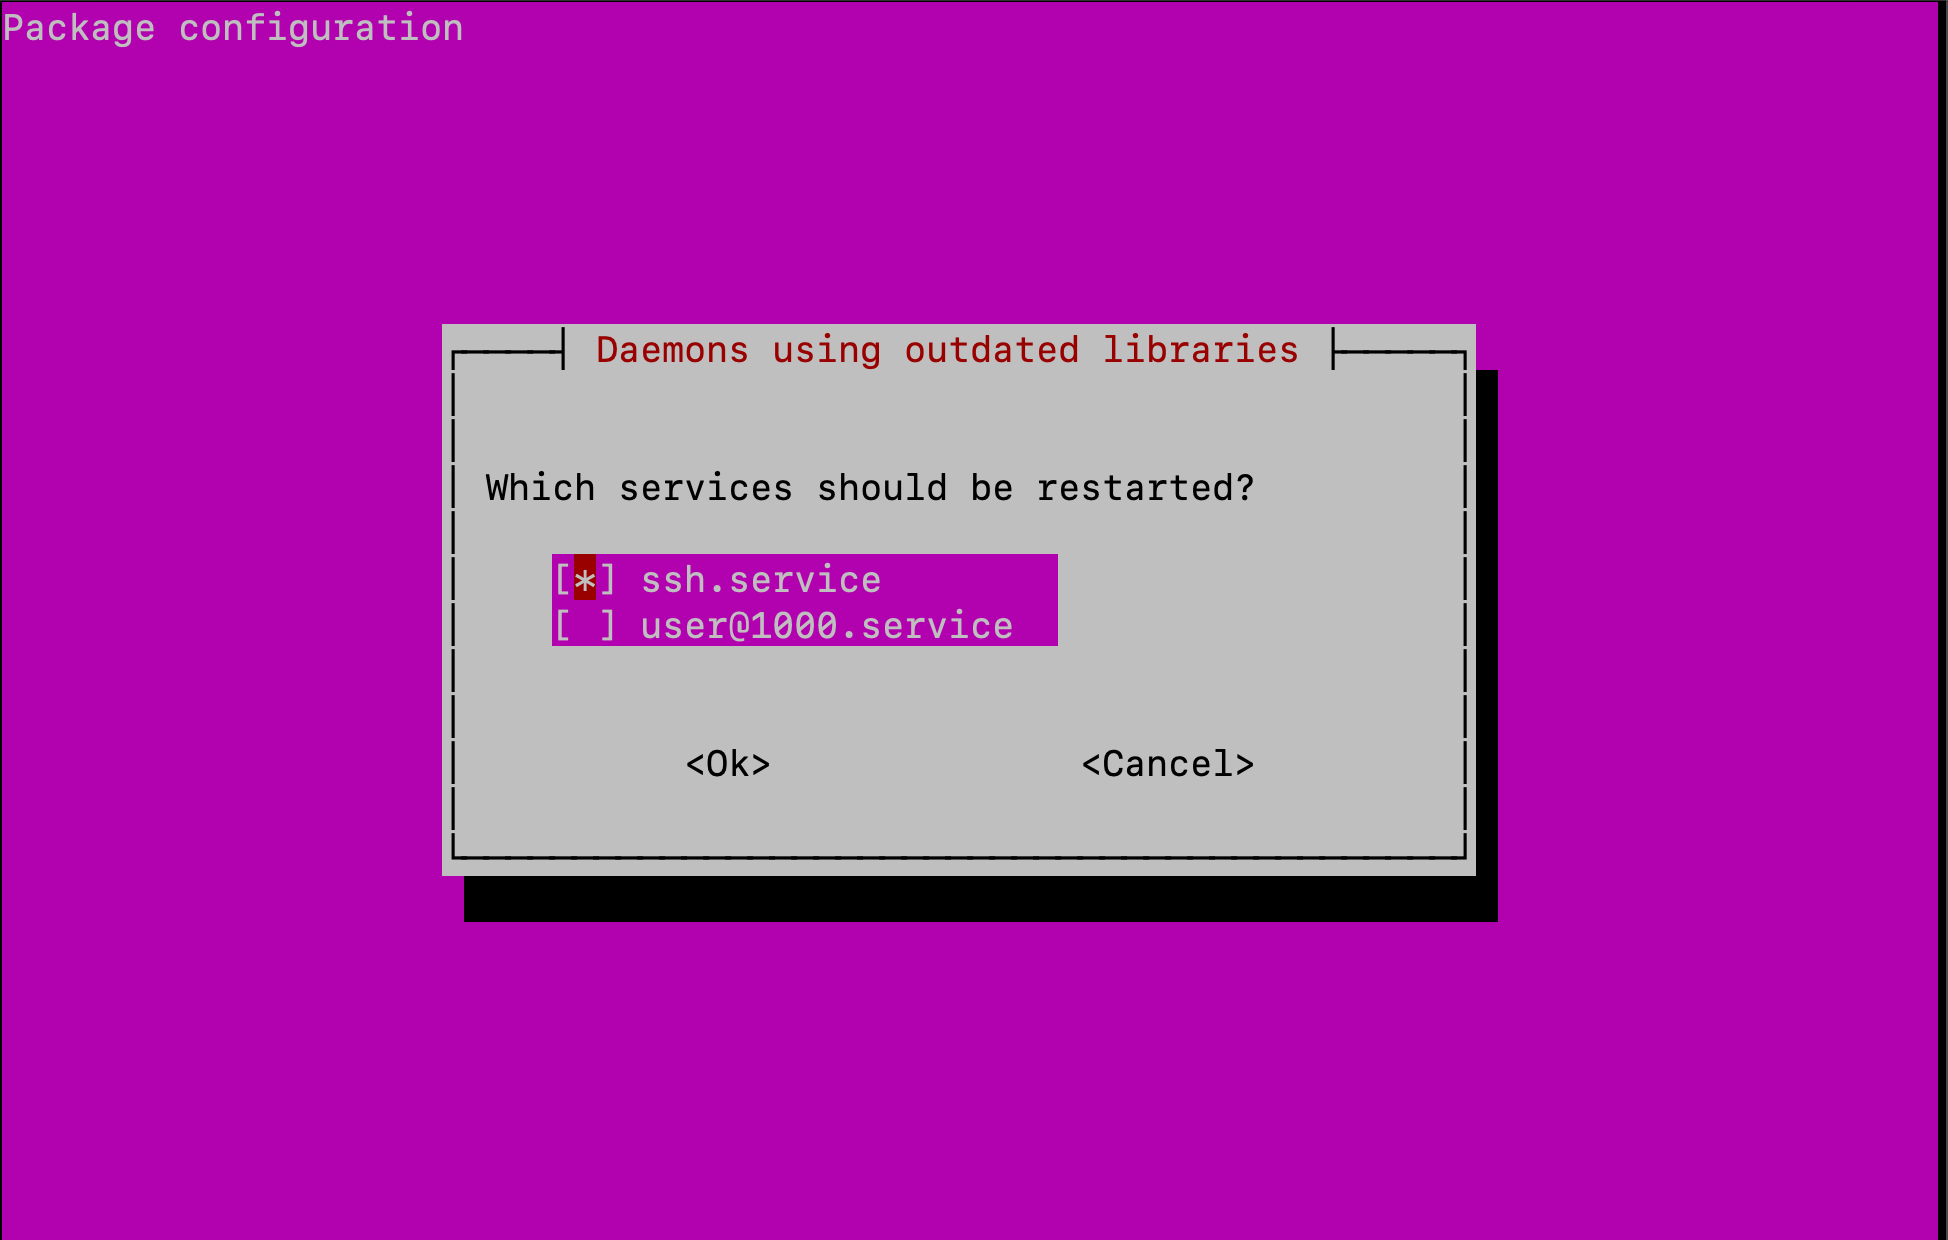 Package configuration
Daemons using outdated libraries
Which services should be restarted?
[*] ssh.service
[ ] user@1000.service
<Ok> <Cancel>